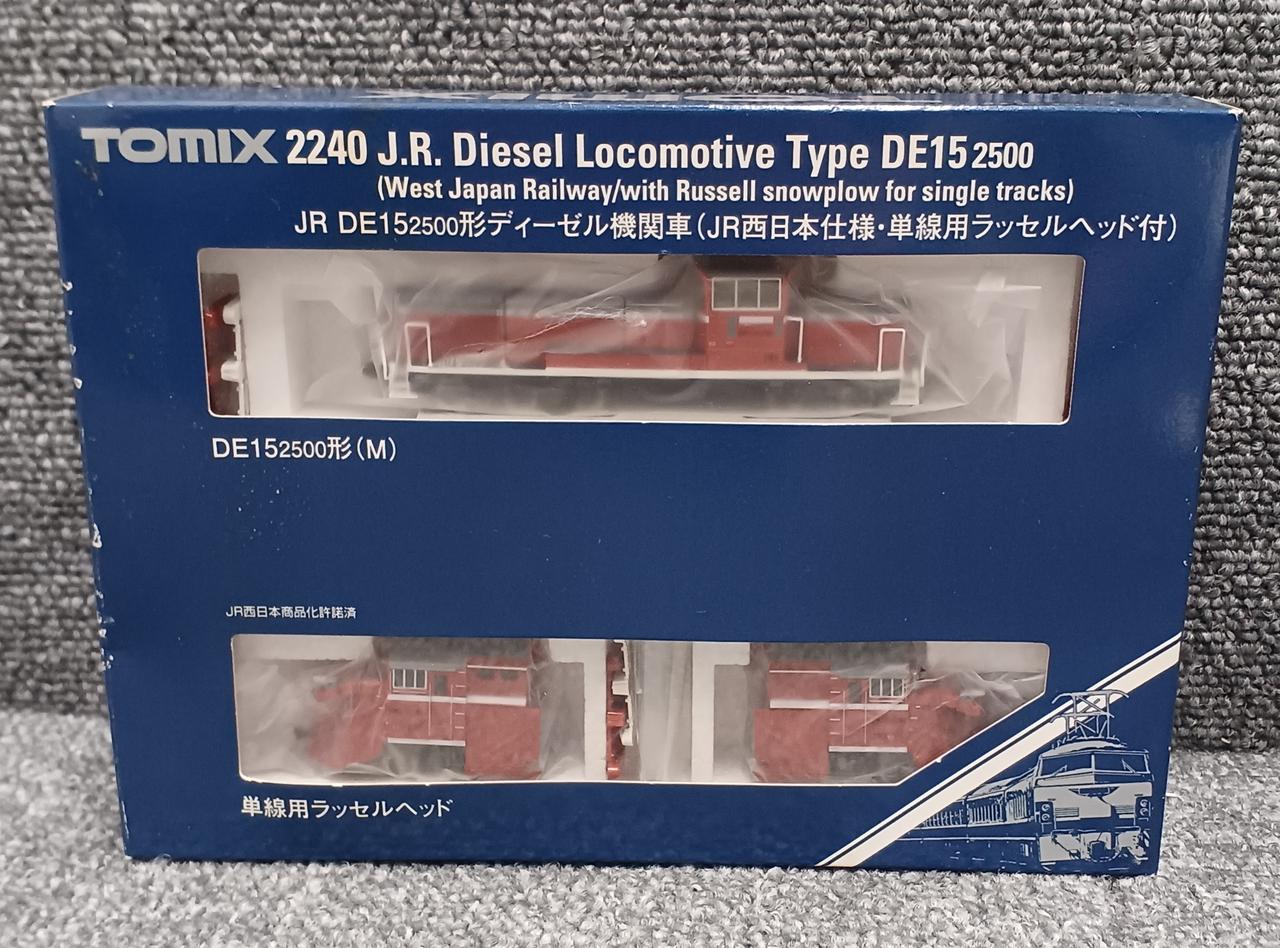 TOMIX 2240 J.R. Diesel Locomotive Type DE15 2500
(West Japan Railway/with Russell snowplow for single tracks)
JR DE152500形ディーゼル機関車(JR西日本仕様・単線用ラッセルヘッド付)
DE152500形(M)
JR西日本商品化許諾済
単線用ラッセルヘッド